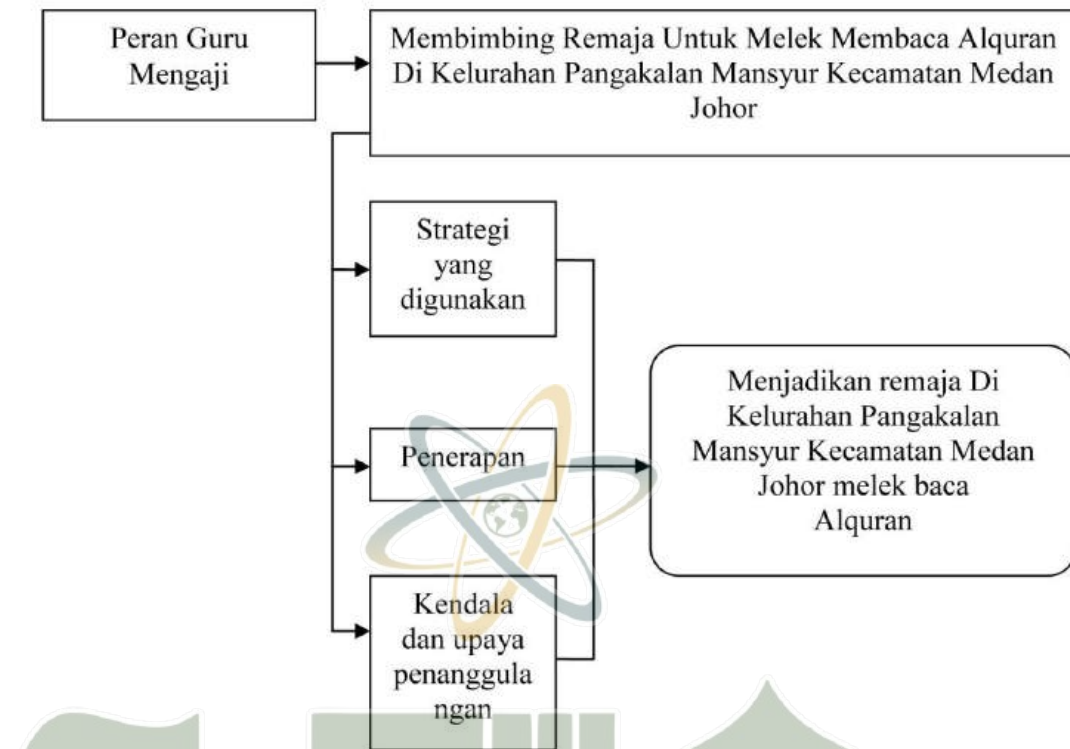 Peran Guru
Mengaji
Membimbing Remaja Untuk Melek Membaca Alquran
Di Kelurahan Pangakalan Mansyur Kecamatan Medan
Johor
Strategi
yang
digunakan
Penerapan
Kendala
dan upaya
penanggula
ngan
Menjadikan remaja Di
Kelurahan Pangakalan
Mansyur Kecamatan Medan
Johor melek baca
Alquran